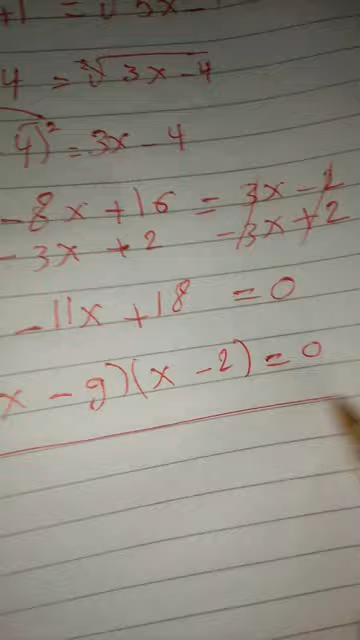 +1 = √5x-
4 = √3x-4
4)² = 3x - 4
-8x+16 = 3x-2
- 3x + 2 -3x+2
-11x +18 = 0
x - 9)(x -2)=0